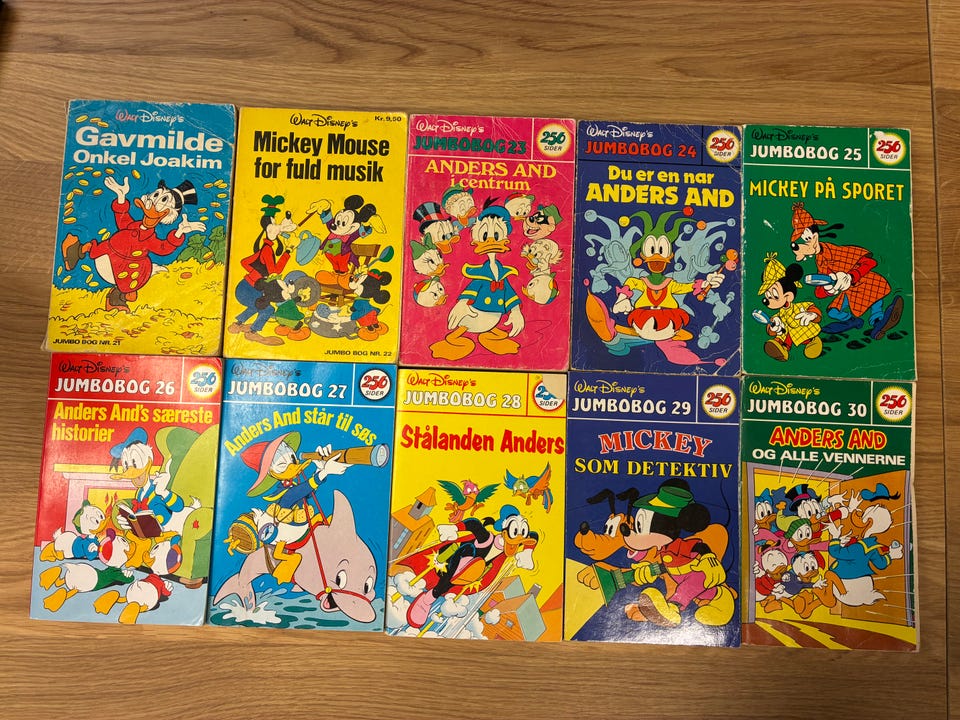 Walt Disney's
Gavmilde
Onkel Joakim
JUMBO BOG NR. 21
Walt Disney's
Kr. 9,50
Mickey Mouse
for fuld musik
JUMBO BOG NR. 22
Walt Disney's
JUMBOBOG 23
256
SIDER
ANDERS AND
i centrum
Walt Disney's
JUMBOBOG 24
256
SIDER
Du er en nar
ANDERS AND
Walt Disney's
JUMBOBOG 25
256
SIDER
MICKEY PÅ SPORET
Walt Disney's
JUMBOBOG 26
256
SIDER
Anders And's særeste
historier
Walt Disney's
JUMBOBOG 27
256
SIDER
Anders And står til søs
Walt Disney's
JUMBOBOG 28
SIDER
Stålanden Anders
Walt Disney's
JUMBOBOG 29
256
SIDER
MICKEY
SOM DETEKTIV
Walt Disney's
JUMBOBOG 30
256
SIDER
ANDERS AND
OG ALLE VENNERNE